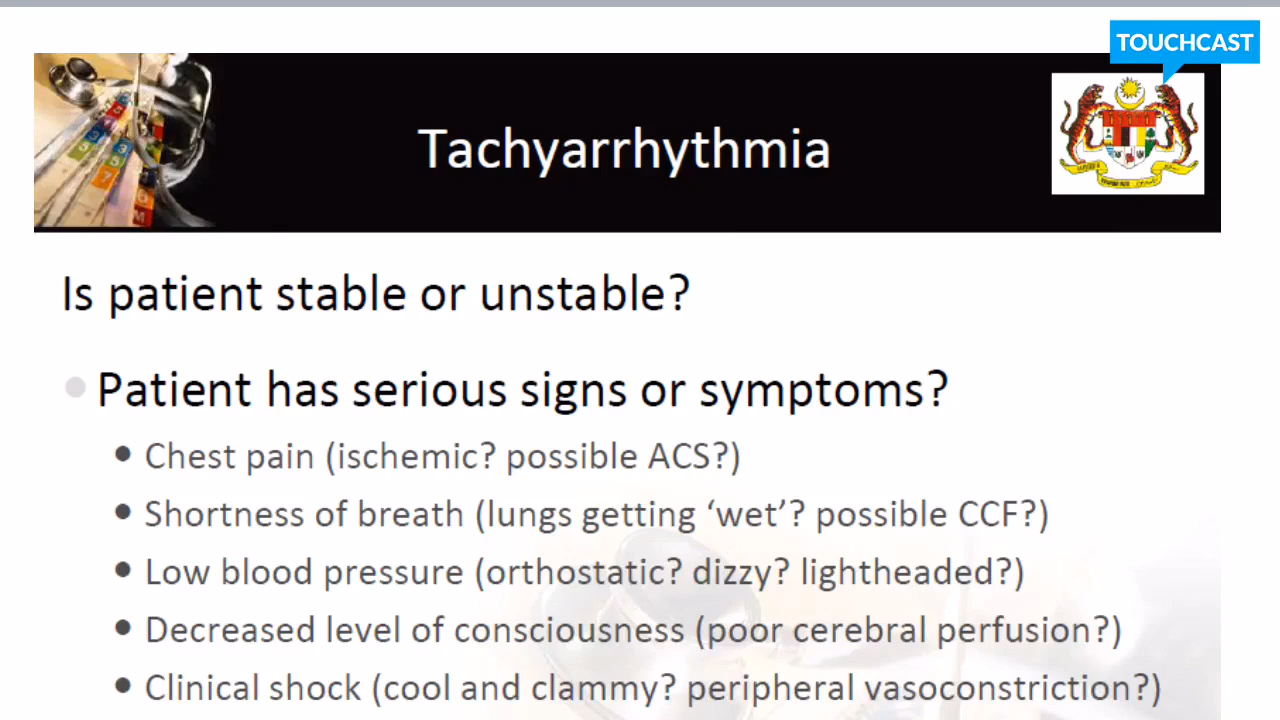 TOUCHCAST
Tachyarrhythmia
Is patient stable or unstable?
Patient has serious signs or symptoms?
• Chest pain (ischemic? possible ACS?)
• Shortness of breath (lungs getting ‘wet’? possible CCF?)
• Low blood pressure (orthostatic? dizzy? lightheaded?)
• Decreased level of consciousness (poor cerebral perfusion?)
• Clinical shock (cool and clammy? peripheral vasoconstriction?)